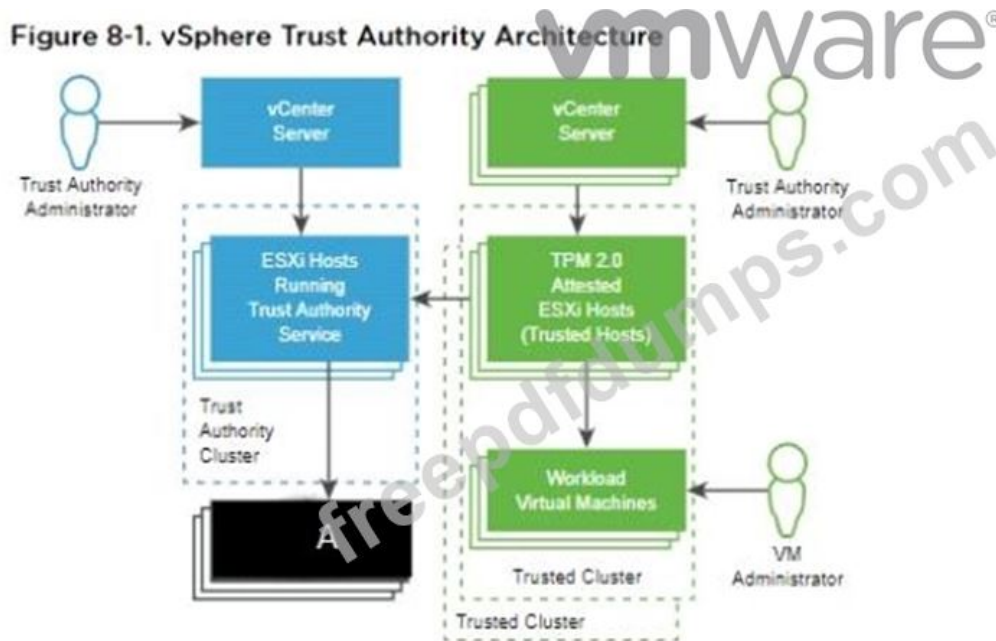 vmware®
Figure 8-1. vSphere Trust Authority Architecture
Trust Authority
Administrator
vCenter
Server
vCenter
Server
Trust Authority
Administrator
ESXi Hosts
Running
Trust Authority
Service
TPM 2.0
Attested
ESXi Hosts
(Trusted Hosts)
Trust
Authority
Cluster
A
Workload
Virtual Machines
VM
Administrator
Trusted Cluster
Trusted Cluster
freepdfdumps.com